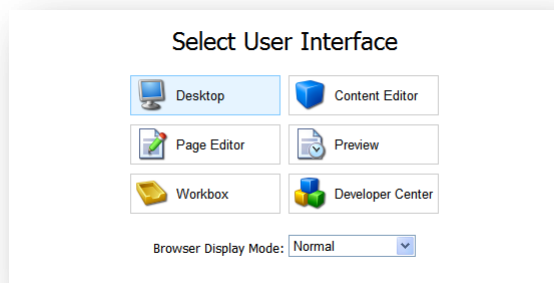 Select User Interface
Desktop
Content Editor
Page Editor
Preview
Workbox
Developer Center
Browser Display Mode: Normal